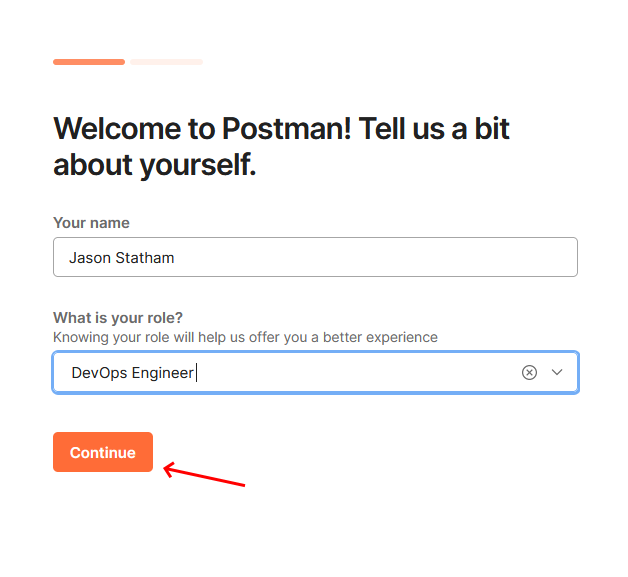 Welcome to Postman! Tell us a bit
about yourself.
Your name
Jason Statham
What is your role?
Knowing your role will help us offer you a better experience
DevOps Engineer
Continue